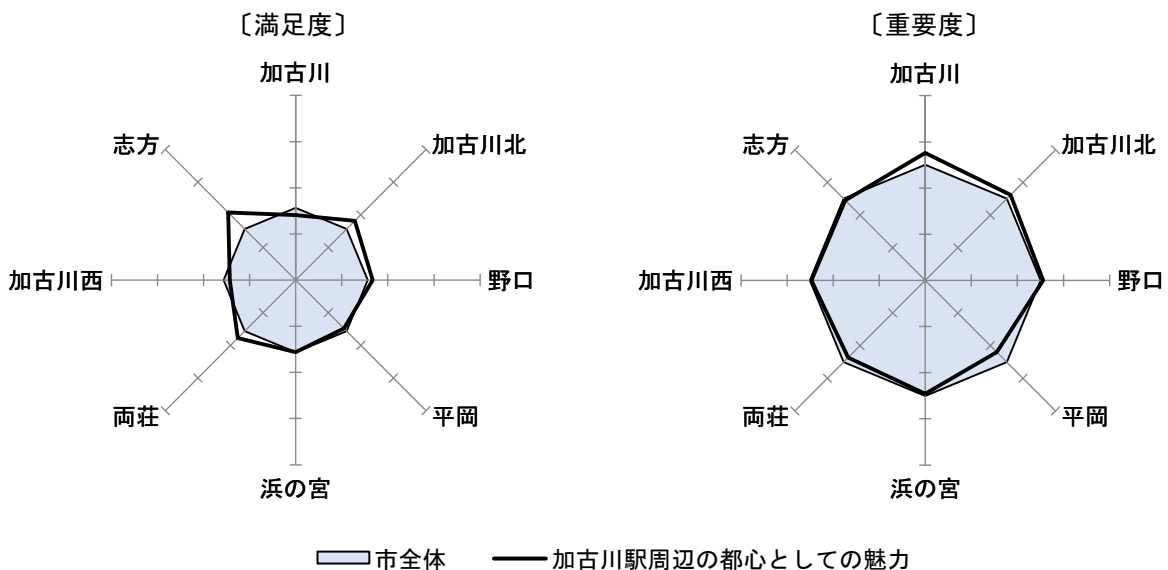 〔満足度〕
加古川
加古川北
野口
平岡
浜の宮
両荘
加古川西
志方
〔重要度〕
加古川
加古川北
野口
平岡
浜の宮
両荘
加古川西
志方
市全体
加古川駅周辺の都心としての魅力